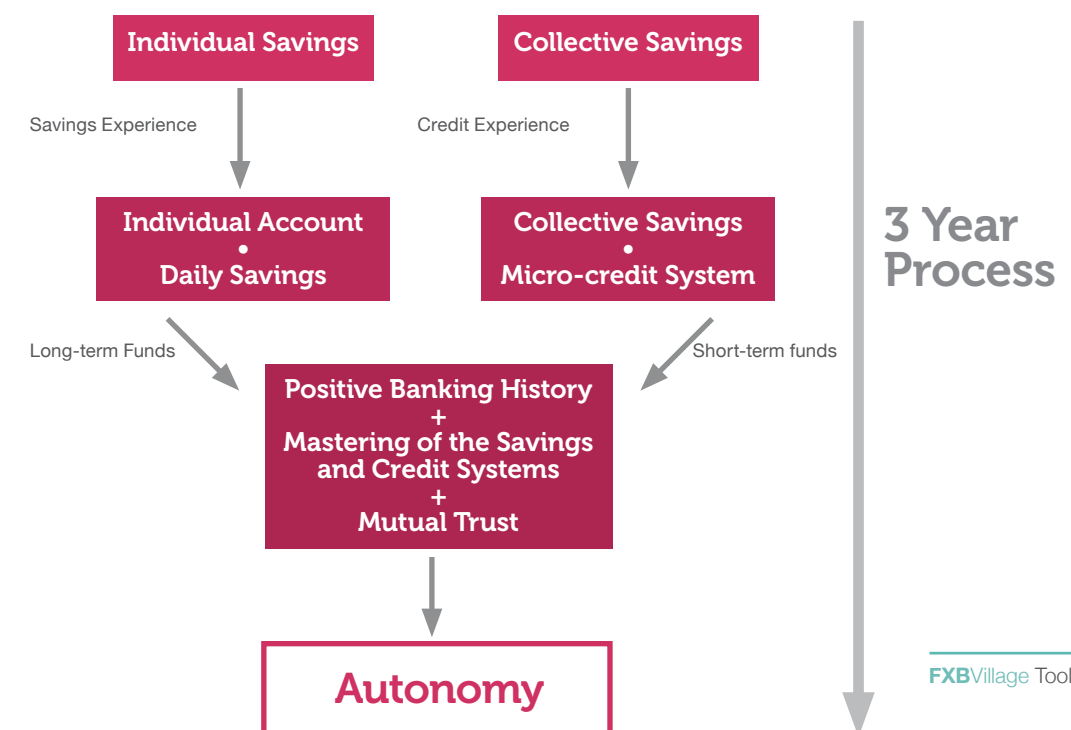 Individual Savings
Collective Savings
Savings Experience
Credit Experience
Individual Account
•
Daily Savings
Collective Savings
•
Micro-credit System
3 Year
Process
Long-term Funds
Short-term funds
Positive Banking History
+
Mastering of the Savings
and Credit Systems
+
Mutual Trust
Autonomy
FXBVillage Tool